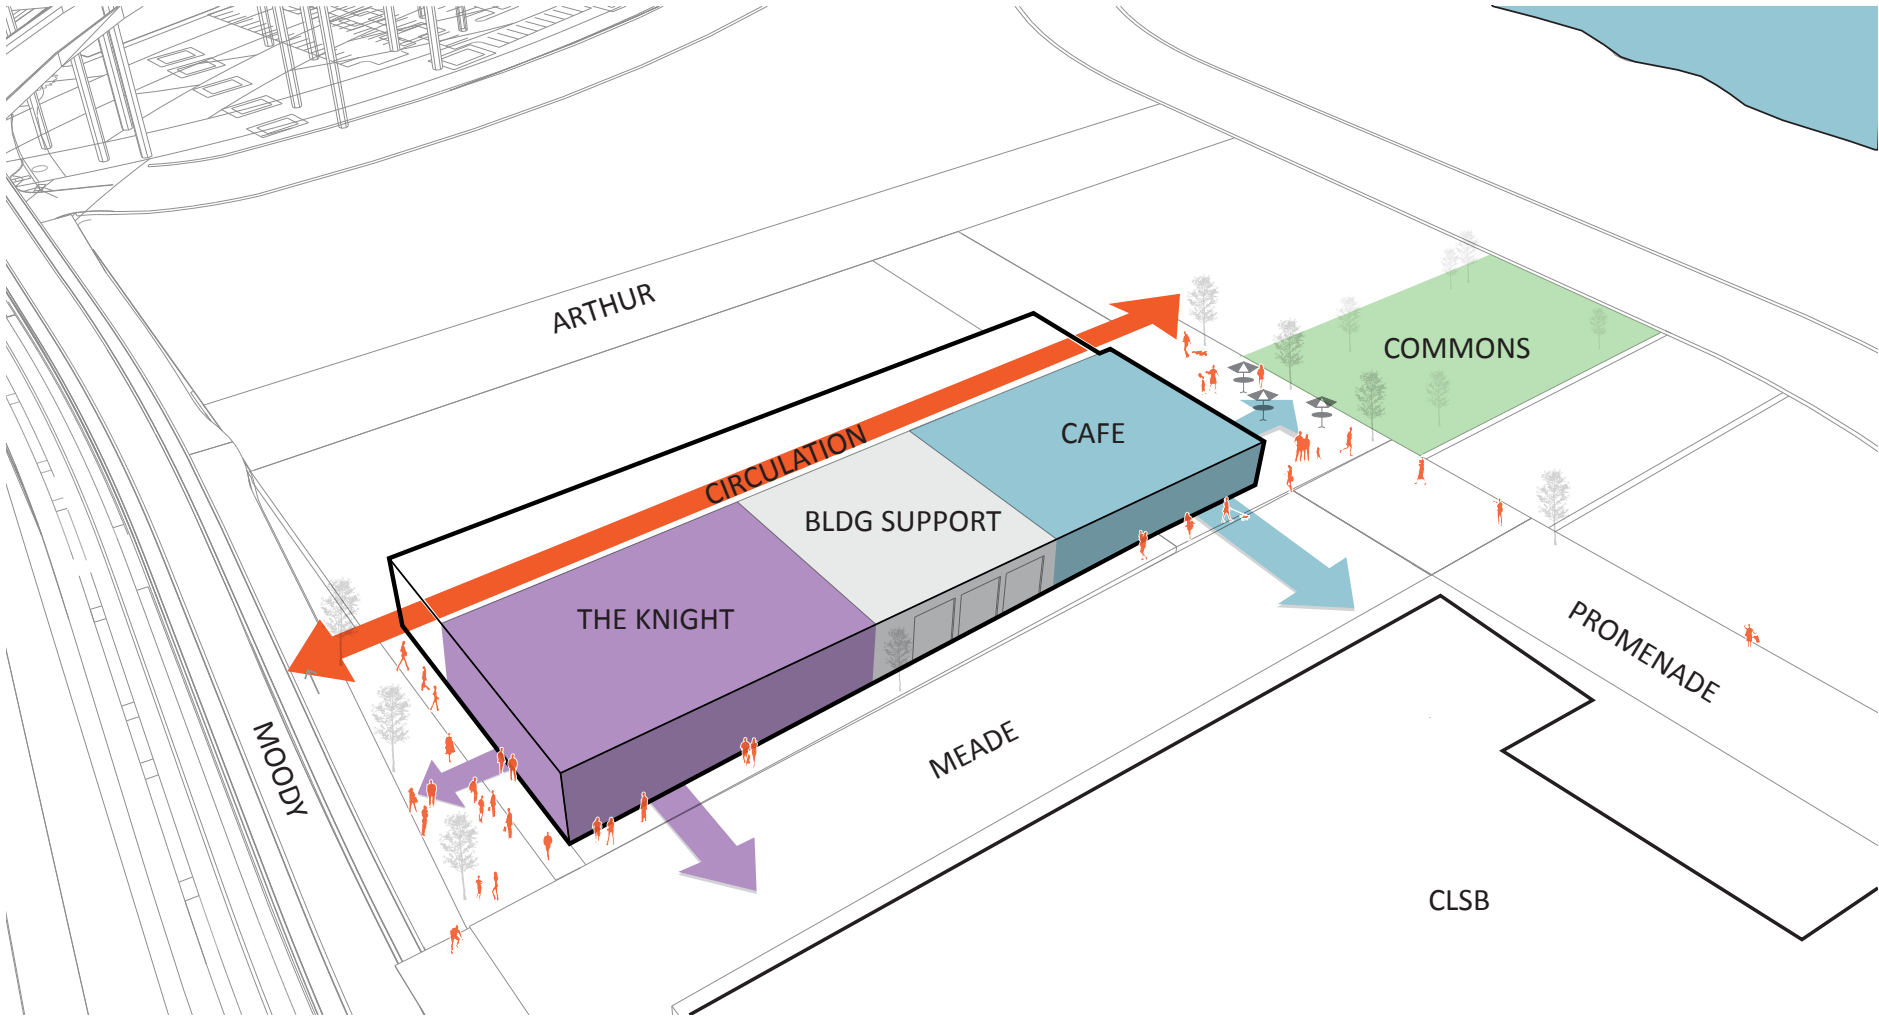 ARTHUR
COMMONS
CAFE
CIRCULATION
BLDG SUPPORT
THE KNIGHT
PROMENADE
MEADE
MOODY
CLSB